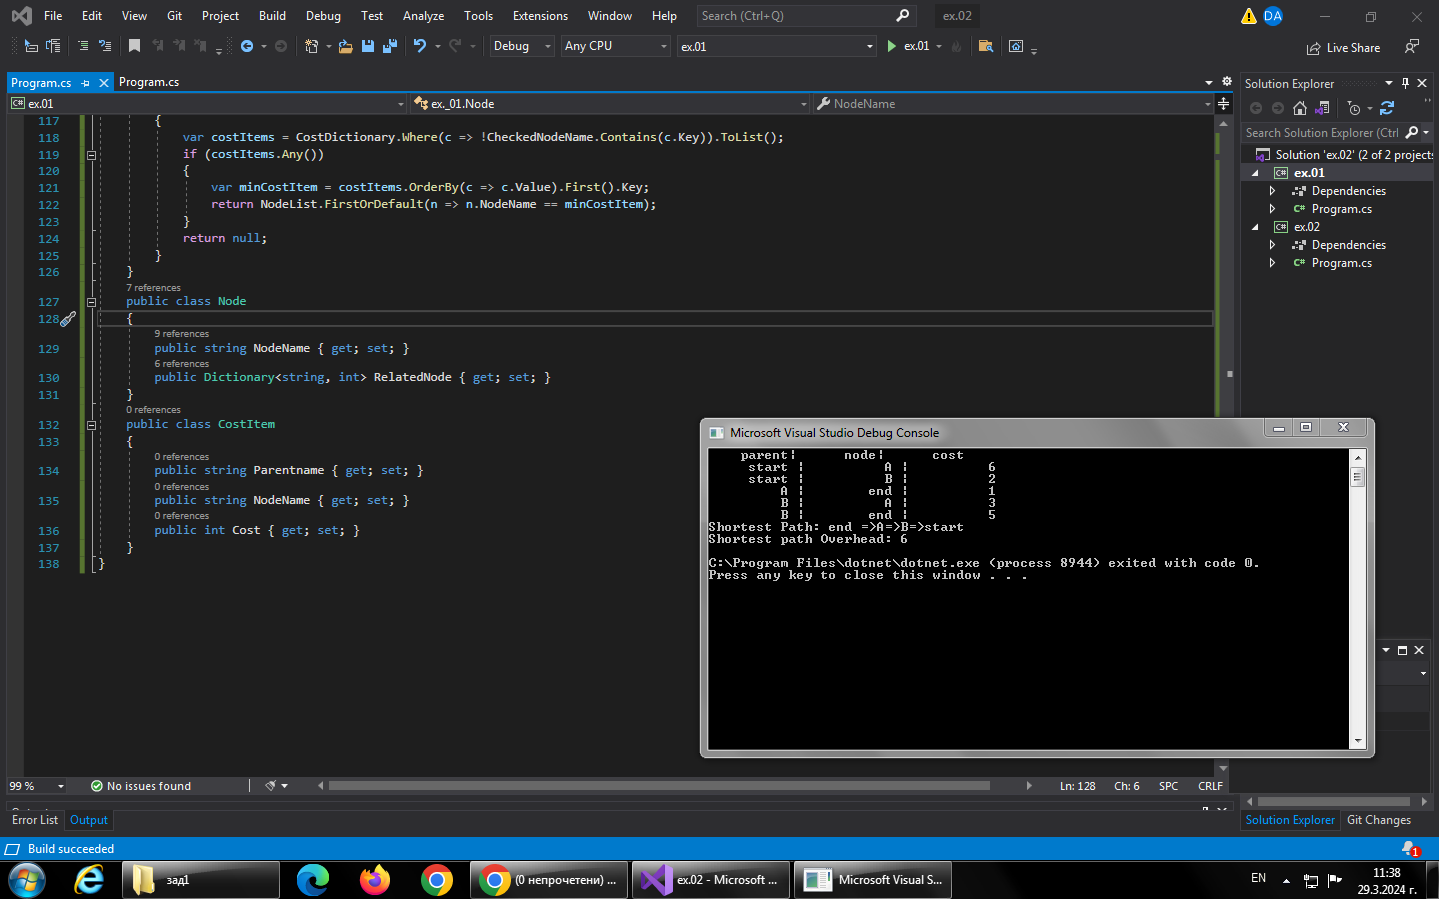 File Edit View Git Project Build Debug Test Analyze Tools Extensions Window Help Search (Ctrl+Q) ex.02 DA
Debug Any CPU ex.01 ex.01 Live Share
Program.cs Program.cs
ex.01 ex._01.Node NodeName
117 {
118 var costItems = CostDictionary.Where(c => !CheckedNodeName.Contains(c.Key)).ToList();
119 if (costItems.Any())
120 {
121 var minCostItem = costItems.OrderBy(c => c.Value).First().Key;
122 return NodeList.FirstOrDefault(n => n.NodeName == minCostItem);
123 }
124 return null;
125 }
126 }
7 references
127 public class Node
128 {
9 references
129 public string NodeName { get; set; }
6 references
130 public Dictionary<string, int> RelatedNode { get; set; }
131 }
0 references
132 public class CostItem
133 {
0 references
134 public string Parentname { get; set; }
0 references
135 public string NodeName { get; set; }
0 references
136 public int Cost { get; set; }
137 }
138 }
Solution Explorer
Search Solution Explorer (Ctrl
Solution 'ex.02' (2 of 2 projects
C# ex.01
Dependencies
C# Program.cs
C# ex.02
Dependencies
C# Program.cs
Microsoft Visual Studio Debug Console
parent¦ node¦ cost
start ¦ A ¦ 6
start ¦ B ¦ 2
A ¦ end ¦ 1
B ¦ A ¦ 3
B ¦ end ¦ 5
Shortest Path: end =>A=>B=>start
Shortest path Overhead: 6
C:\Program Files\dotnet\dotnet.exe (process 8944) exited with code 0.
Press any key to close this window . . .
99 % No issues found Ln: 128 Ch: 6 SPC CRLF
Error List Output
Solution Explorer Git Changes
Build succeeded 1
зад1 (0 непрочетени) ... ex.02 - Microsoft ... Microsoft Visual S... EN 11:38
29.3.2024 г.